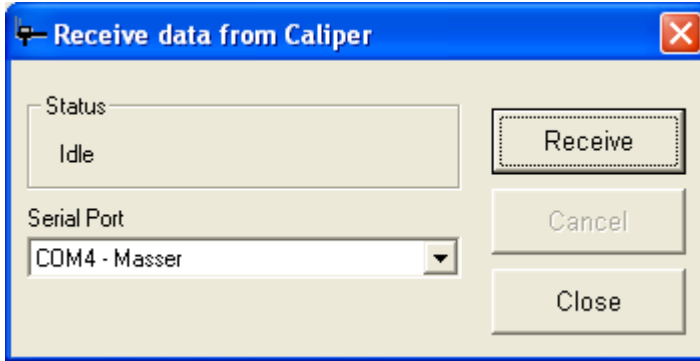 Receive data from Caliper
Status
Idle
Serial Port
COM4 - Masser
Receive
Cancel
Close